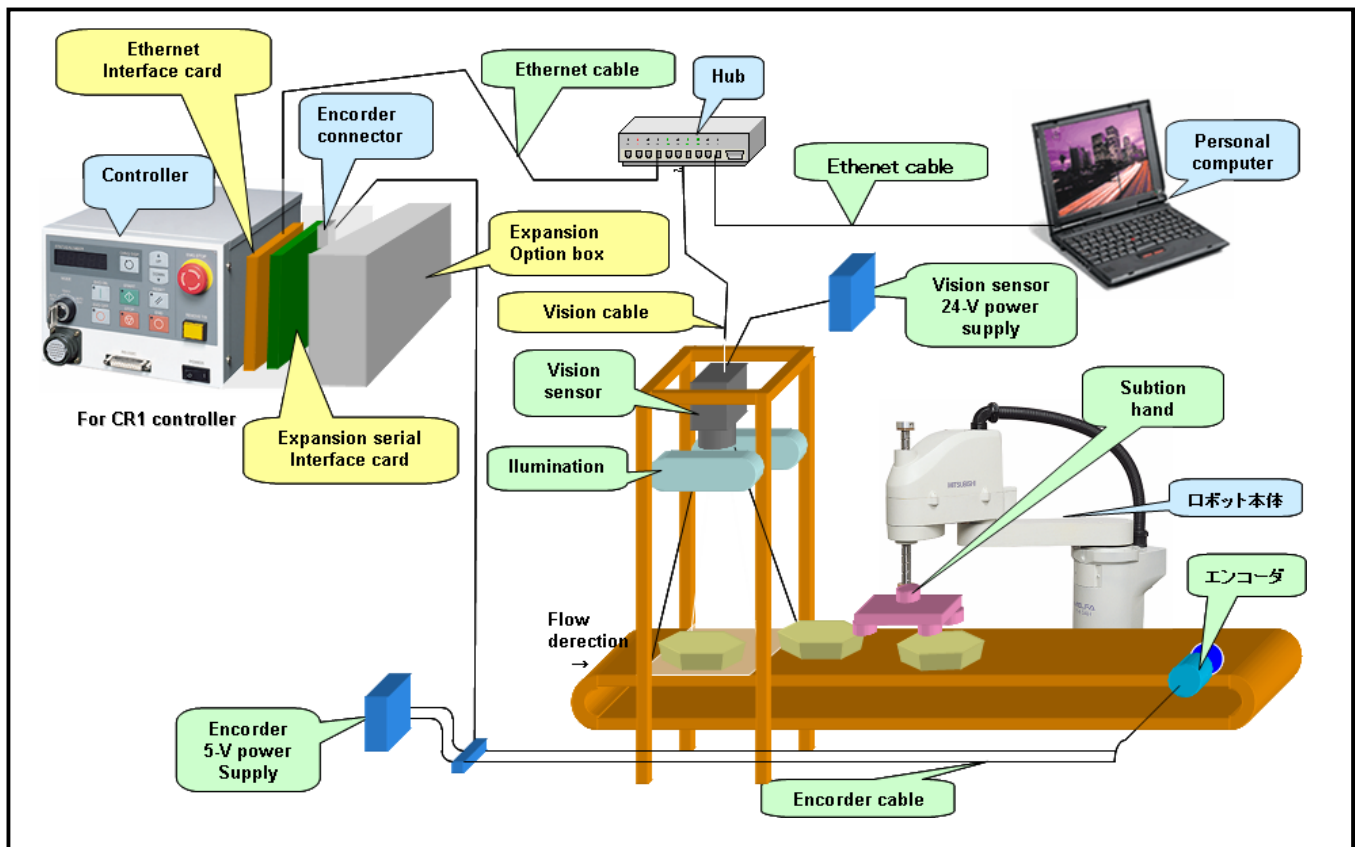 Ethernet
Interface card
Ethernet cable
Hub
Encorder
connector
Controller
Ethenet cable
Personal
computer
Expansion
Option box
Vision cable
Vision sensor
24-V power
supply
Vision
sensor
Subtion
hand
For CR1 controller
Expansion serial
Interface card
Ilumination
MITSUBISHI
ロボット本体
エンコーダ
Flow
derection
→
Encorder
5-V power
Supply
Encorder cable